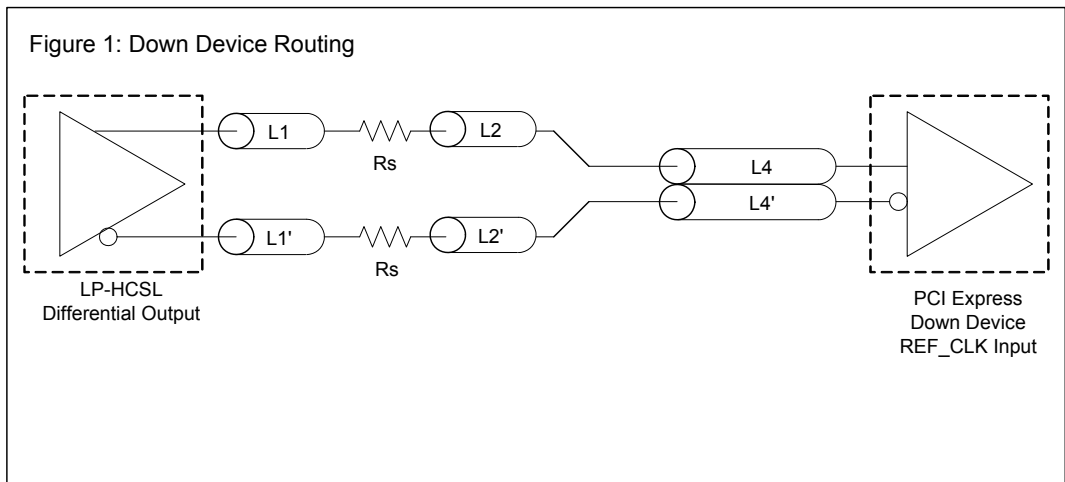 Figure 1: Down Device Routing
L1
Rs
L2
L4
L4'
L1'
Rs
L2'
LP-HCSL
Differential Output
PCI Express
Down Device
REF_CLK Input